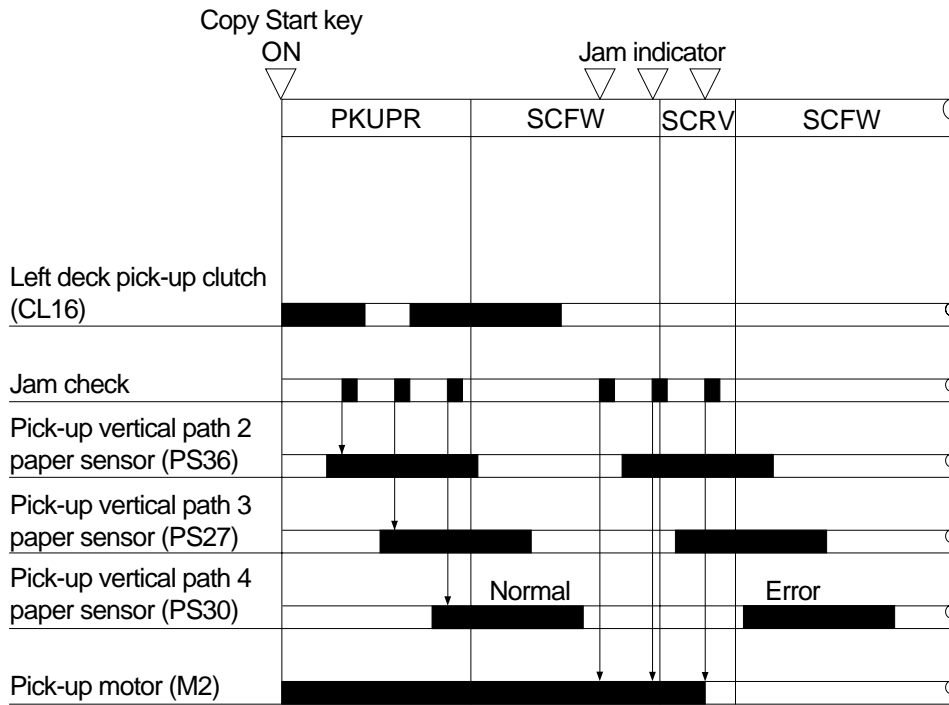 Copy Start key
ON
Jam indicator
PKUPR
SCFW
SCRV
SCFW
Left deck pick-up clutch
(CL16)
Jam check
Pick-up vertical path 2
paper sensor (PS36)
Pick-up vertical path 3
paper sensor (PS27)
Pick-up vertical path 4
paper sensor (PS30)
Normal
Error
Pick-up motor (M2)